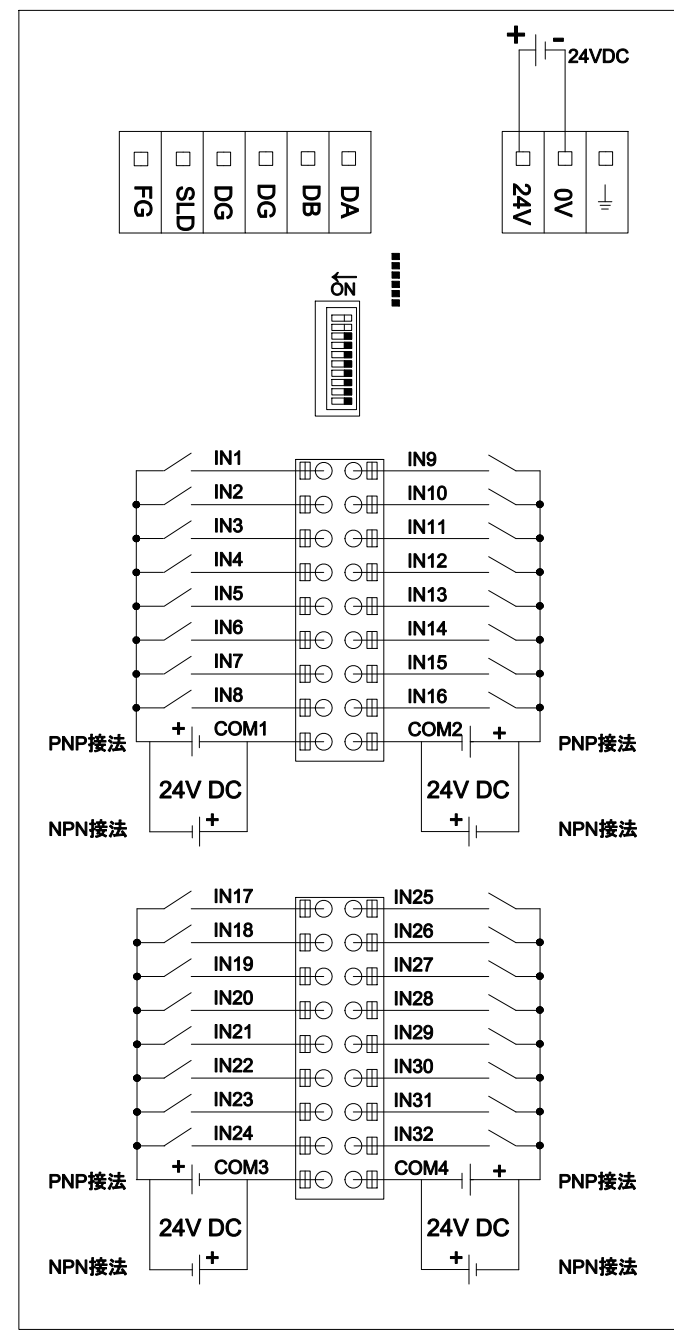 + - 24VDC
FG SLD DG DG DB DA
24V 0V
ON
IN1 IN9
IN2 IN10
IN3 IN11
IN4 IN12
IN5 IN13
IN6 IN14
IN7 IN15
IN8 IN16
PNP接法 + COM1 COM2 + PNP接法
24V DC 24V DC
NPN接法 + + NPN接法
IN17 IN25
IN18 IN26
IN19 IN27
IN20 IN28
IN21 IN29
IN22 IN30
IN23 IN31
IN24 IN32
PNP接法 + COM3 COM4 + PNP接法
24V DC 24V DC
NPN接法 + + NPN接法